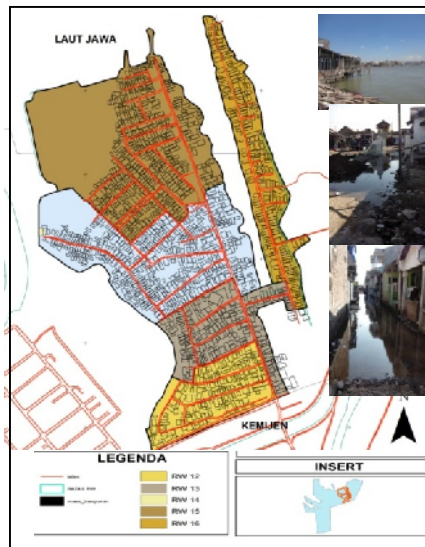 LAUT JAWA
KEMIJEN
N
LEGENDA
RW 12
RW 13
RW 14
RW 15
RW 16
INSERT